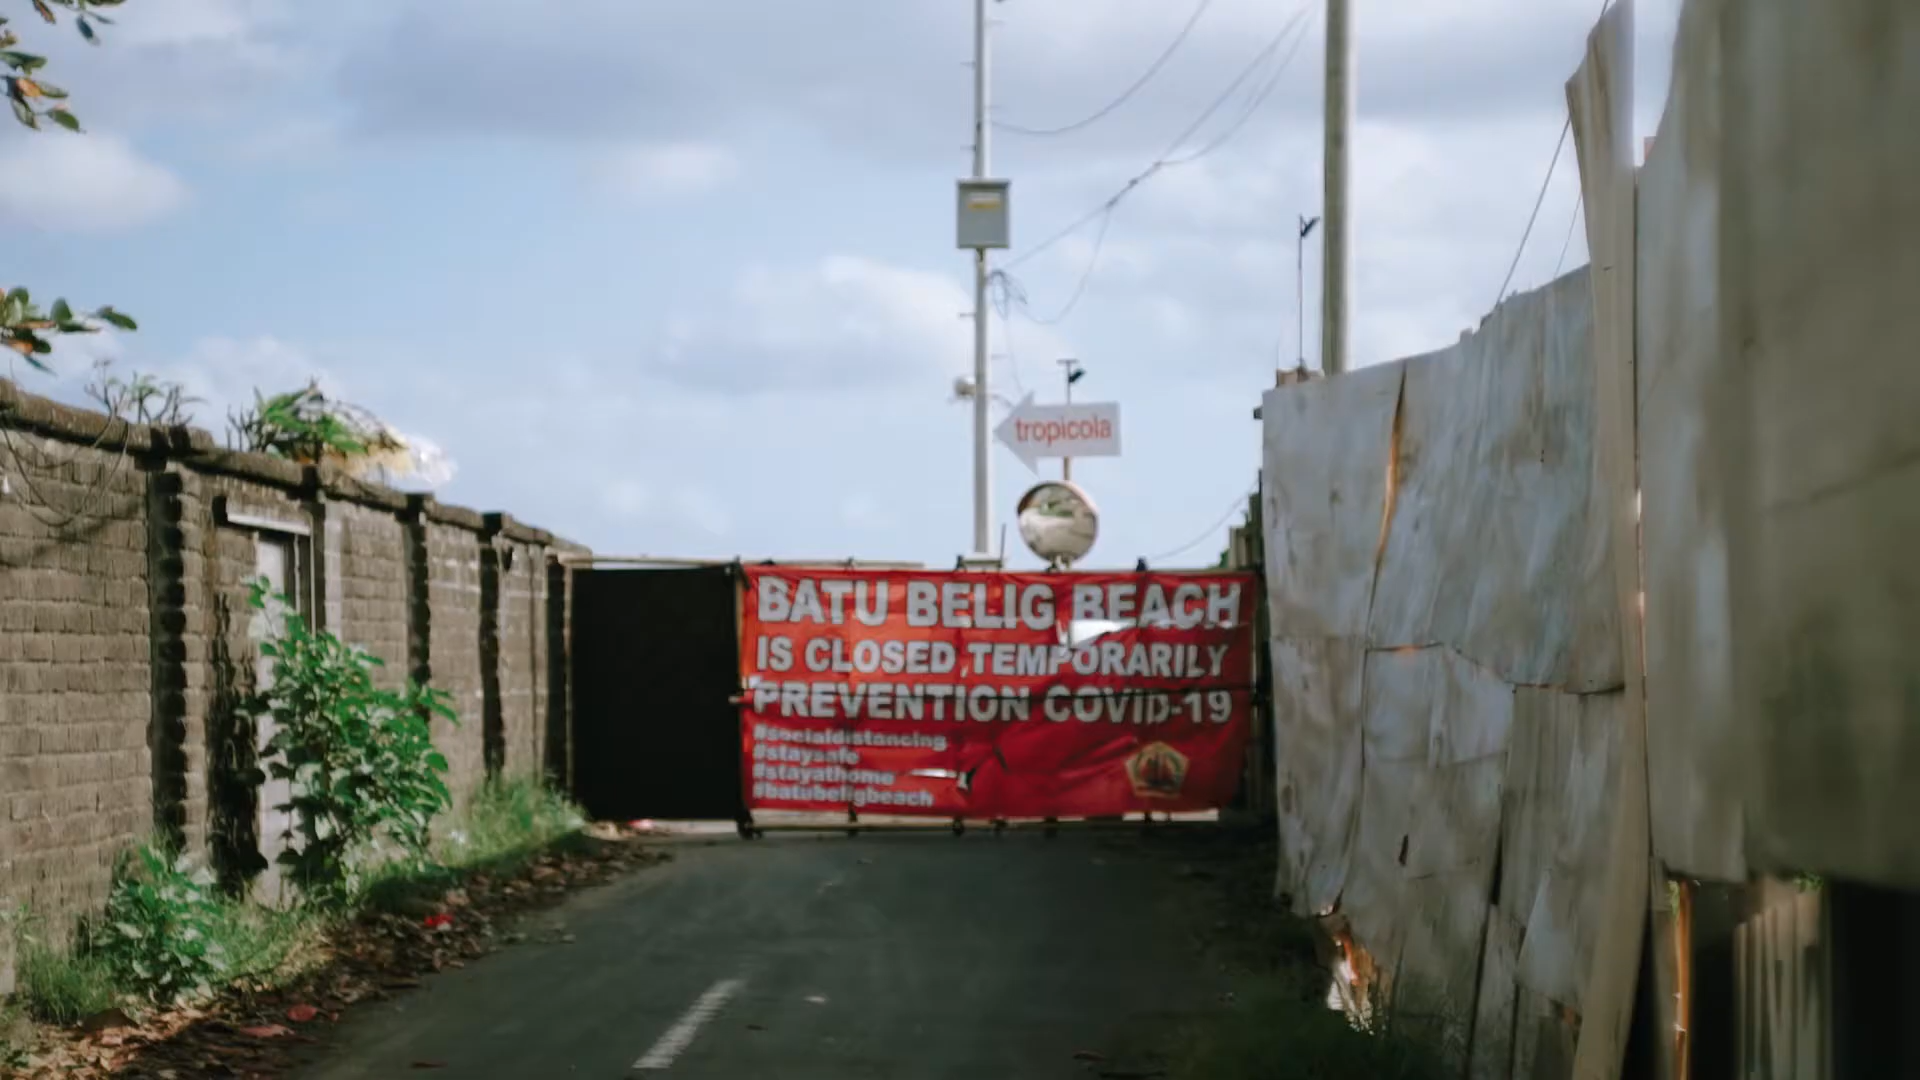 tropicola
BATU BELIG BEACH
IS CLOSED,TEMPORARILY
PREVENTION COVID-19
#socialdistancing
#staysafe
#stayathome
#batubeligbeach